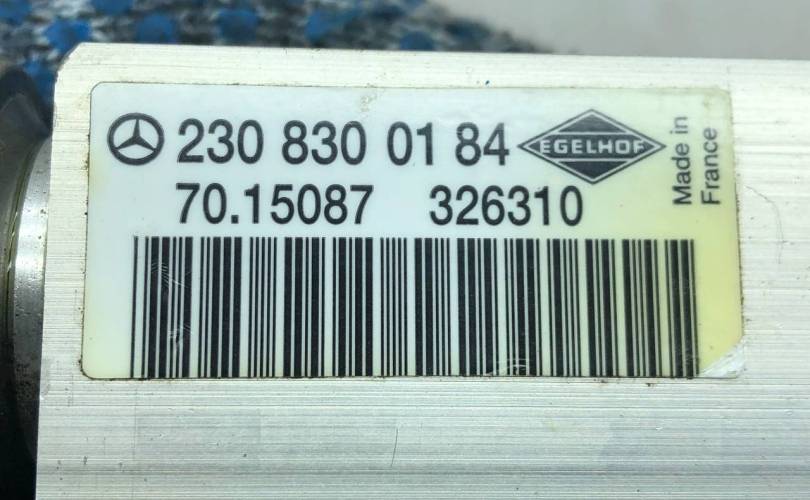 230 830 01 84 EGELHOF
70.15087 326310
Made in
France